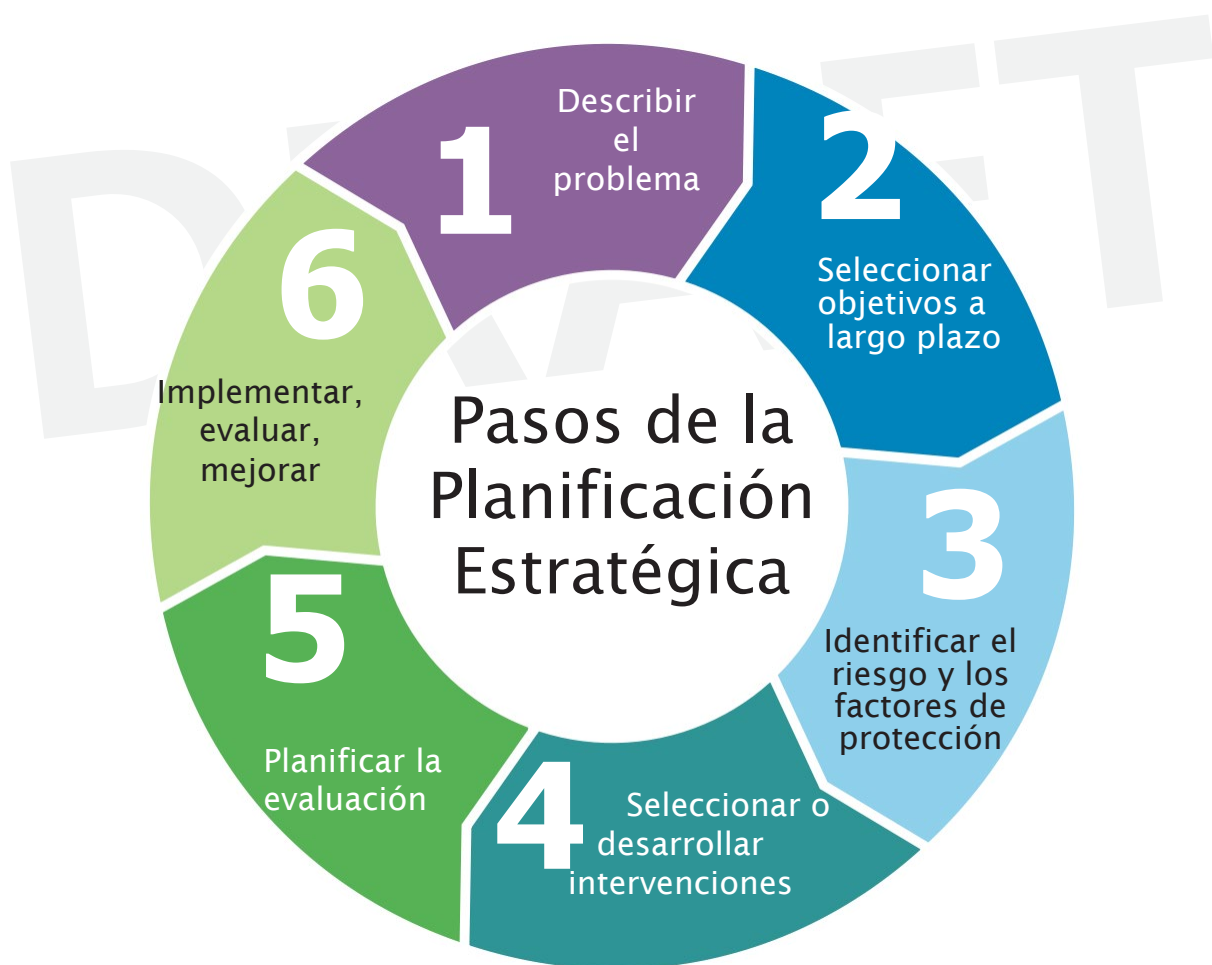 DRAFT
1
Describir
el
problema
2
Seleccionar
objetivos a
largo plazo
3
Identificar el
riesgo y los
factores de
protección
4
Seleccionar o
desarrollar
intervenciones
5
Planificar la
evaluación
6
Implementar,
evaluar,
mejorar
Pasos de la
Planificación
Estratégica